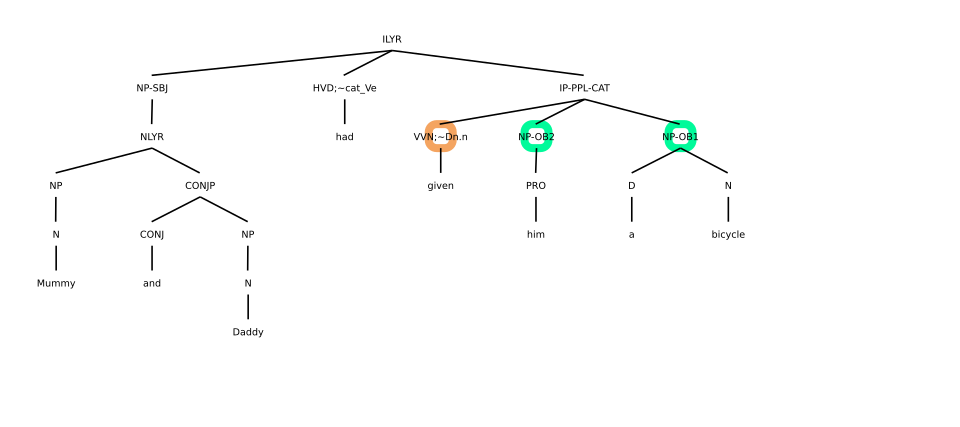 ILYR
NP-SBJ HVD;~cat_Ve IP-PPL-CAT
NLYR had VVN;~Dn.n NP-OB2 NP-OB1
NP CONJP given PRO D N
N CONJ NP him a bicycle
Mummy and N
Daddy